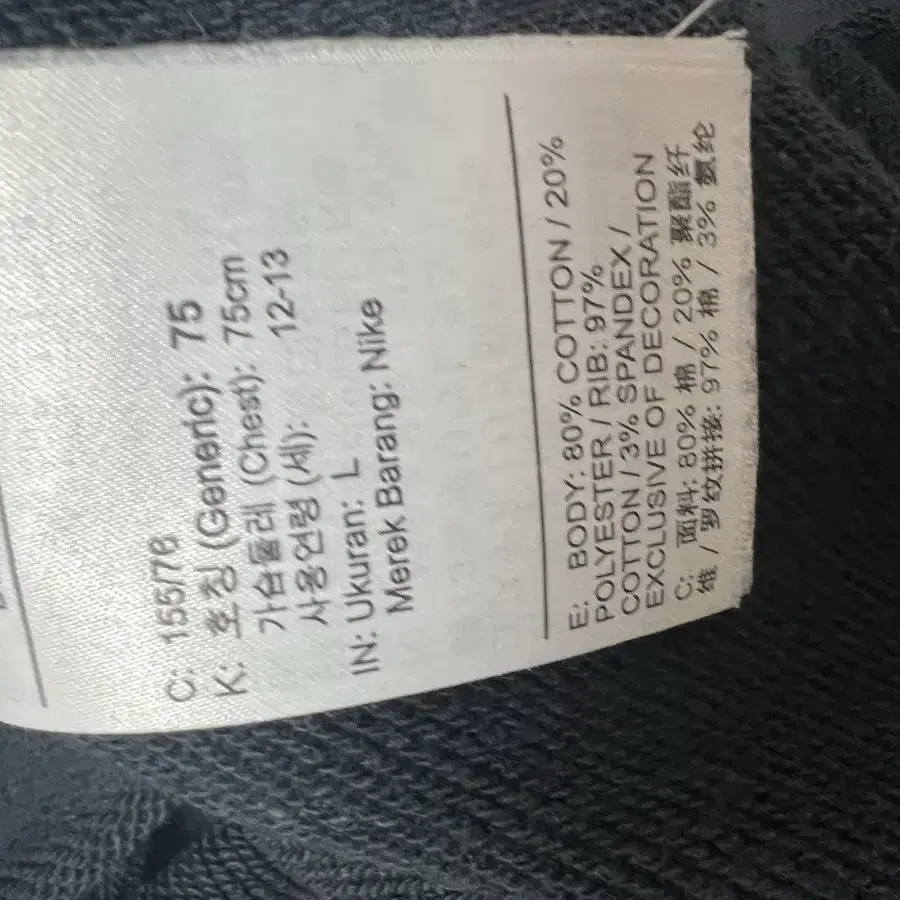 C: 155/76
K: 호칭 (Generic): 75
가슴둘레 (Chest): 75cm
사용연령 (세): 12-13
IN: Ukuran: L
Merek Barang: Nike
E: BODY: 80% COTTON / 20%
POLYESTER / RIB: 97%
COTTON / 3% SPANDEX /
EXCLUSIVE OF DECORATION
C: 面料: 80% 棉 / 20% 聚酯纤
维 / 罗纹拼接: 97% 棉 / 3% 氨纶